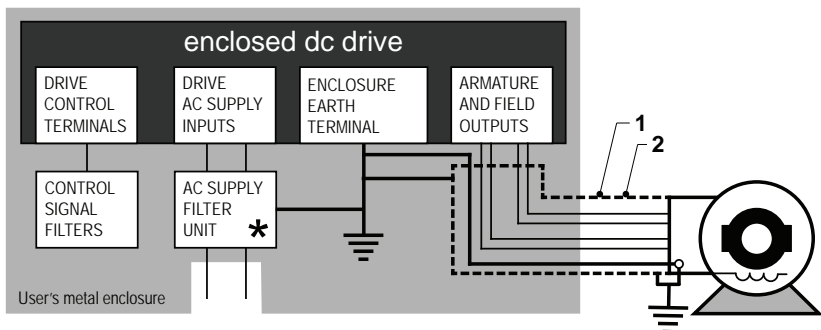 enclosed dc drive
DRIVE
CONTROL
TERMINALS
DRIVE
AC SUPPLY
INPUTS
ENCLOSURE
EARTH
TERMINAL
ARMATURE
AND FIELD
OUTPUTS
1
2
CONTROL
SIGNAL
FILTERS
AC SUPPLY
FILTER
UNIT *
User's metal enclosure